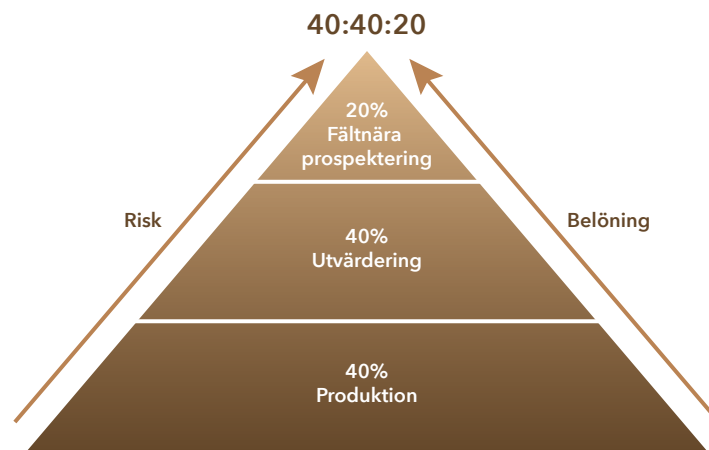 40:40:20
20%
Fältnära
prospektering
Risk
Belöning
40%
Utvärdering
40%
Produktion